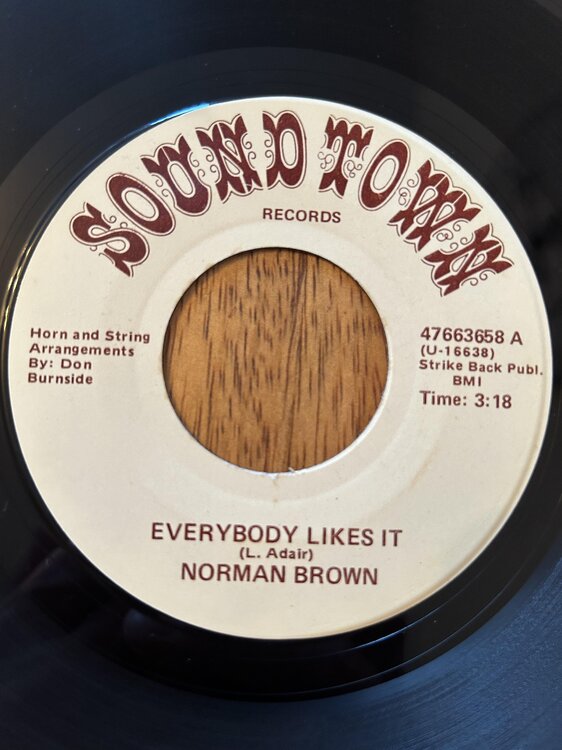 SOUND TOWN
RECORDS
Horn and String
Arrangements
By: Don
Burnside
47663658 A
(U-16638)
Strike Back Publ.
BMI
Time: 3:18
EVERYBODY LIKES IT
(L. Adair)
NORMAN BROWN